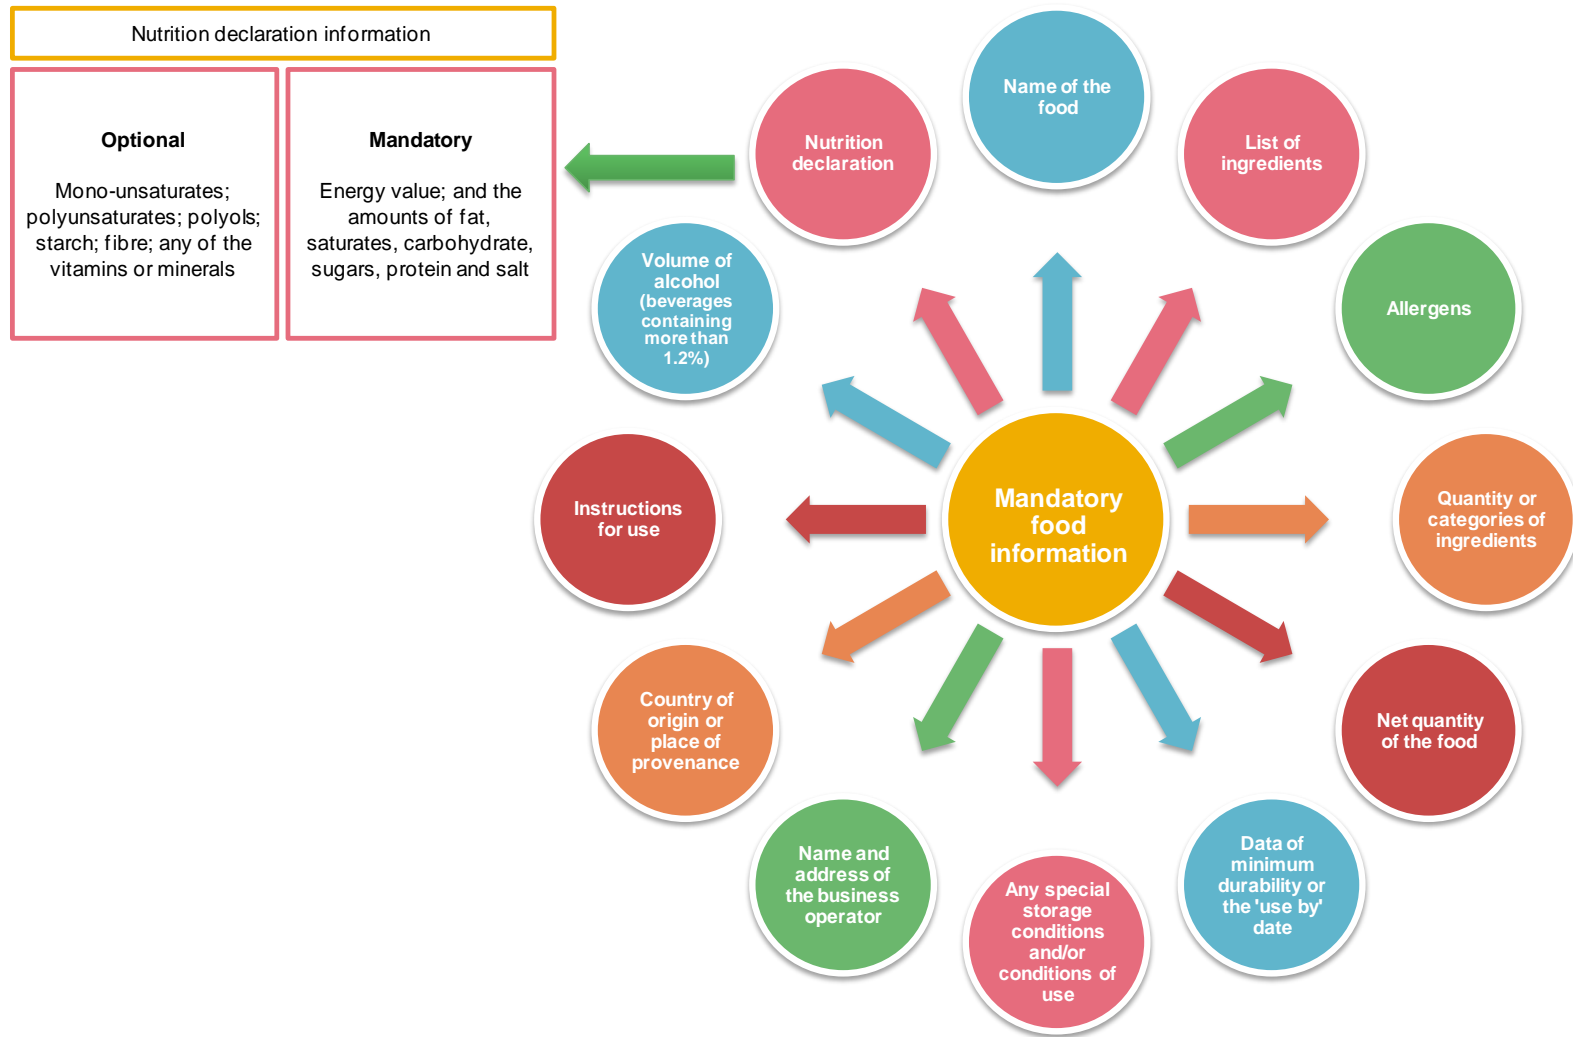 Nutrition declaration information
Optional
Mono-unsaturates;
polyunsaturates; polyols;
starch; fibre; any of the
vitamins or minerals
Mandatory
Energy value; and the
amounts of fat,
saturates, carbohydrate,
sugars, protein and salt
Mandatory
food
information
Name of the
food
List of
ingredients
Allergens
Quantity or
categories of
ingredients
Net quantity
of the food
Data of
minimum
durability or
the 'use by'
date
Any special
storage
conditions
and/or
conditions of
use
Name and
address of
the business
operator
Country of
origin or
place of
provenance
Instructions
for use
Volume of
alcohol
(beverages
containing
more than
1.2%)
Nutrition
declaration